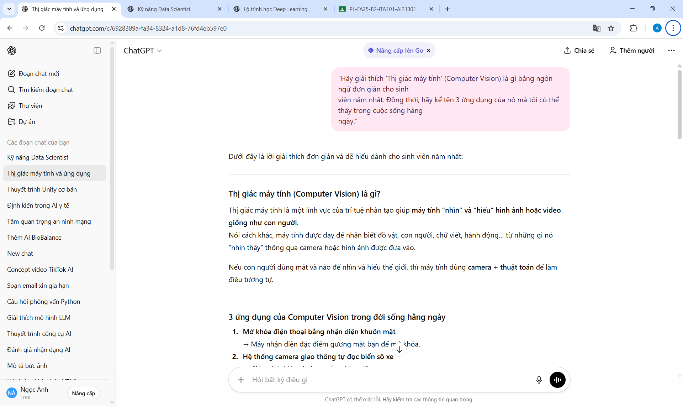 Thị giác máy tính và ứng dụng
Kỹ năng Data Scientist
Lộ trình học Deep Learning
chatgpt.com/c/
ChatGPT
Nâng cấp lên Go
Chia sẻ
Thêm người
Đoạn chat mới
Tìm kiếm đoạn chat
Thư viện
Dự án
Các đoạn chat của bạn
Kỹ năng Data Scientist
Thị giác máy tính và ứng dụng
Thuyết trình Unity cơ bản
Định kiến trong AI y tế
Tầm quan trọng an ninh mạng
Thêm AI BioBalance
New chat
Concept video TikTok AI
Soạn email xin gia hạn
Câu hỏi phỏng vấn Python
Giải thích mô hình LLM
Thuyết trình công cụ AI
Đánh giá nhận dạng AI
Mô tả bức ảnh
Ngọc Ánh
Free
Nâng cấp
"Hãy giải thích 'Thị giác máy tính' (Computer Vision) là gì bằng ngôn
ngữ đơn giản cho sinh
viên năm nhất. Đồng thời, hãy kể tên 3 ứng dụng của nó mà tôi có thể
thấy trong cuộc sống hàng
ngày."
Dưới đây là lời giải thích đơn giản và dễ hiểu dành cho sinh viên năm nhất:
Thị giác máy tính (Computer Vision) là gì?
Thị giác máy tính là một lĩnh vực của trí tuệ nhân tạo giúp máy tính "nhìn" và "hiểu" hình ảnh hoặc video
giống như con người.
Nói cách khác, máy tính được dạy để nhận biết đồ vật, con người, chữ viết, hành động... từ những gì nó
"nhìn thấy" thông qua camera hoặc hình ảnh được đưa vào.
Nếu con người dùng mắt và não để nhìn và hiểu thế giới, thì máy tính dùng camera + thuật toán để làm
điều tương tự.
3 ứng dụng của Computer Vision trong đời sống hằng ngày
1. Mở khóa điện thoại bằng nhận diện khuôn mặt
→ Máy nhận diện đặc điểm gương mặt bạn để mở khóa.
2. Hệ thống camera giao thông tự đọc biển số xe
Hỏi bất kỳ điều gì
ChatGPT có thể mắc lỗi. Hãy kiểm tra các thông tin quan trọng.